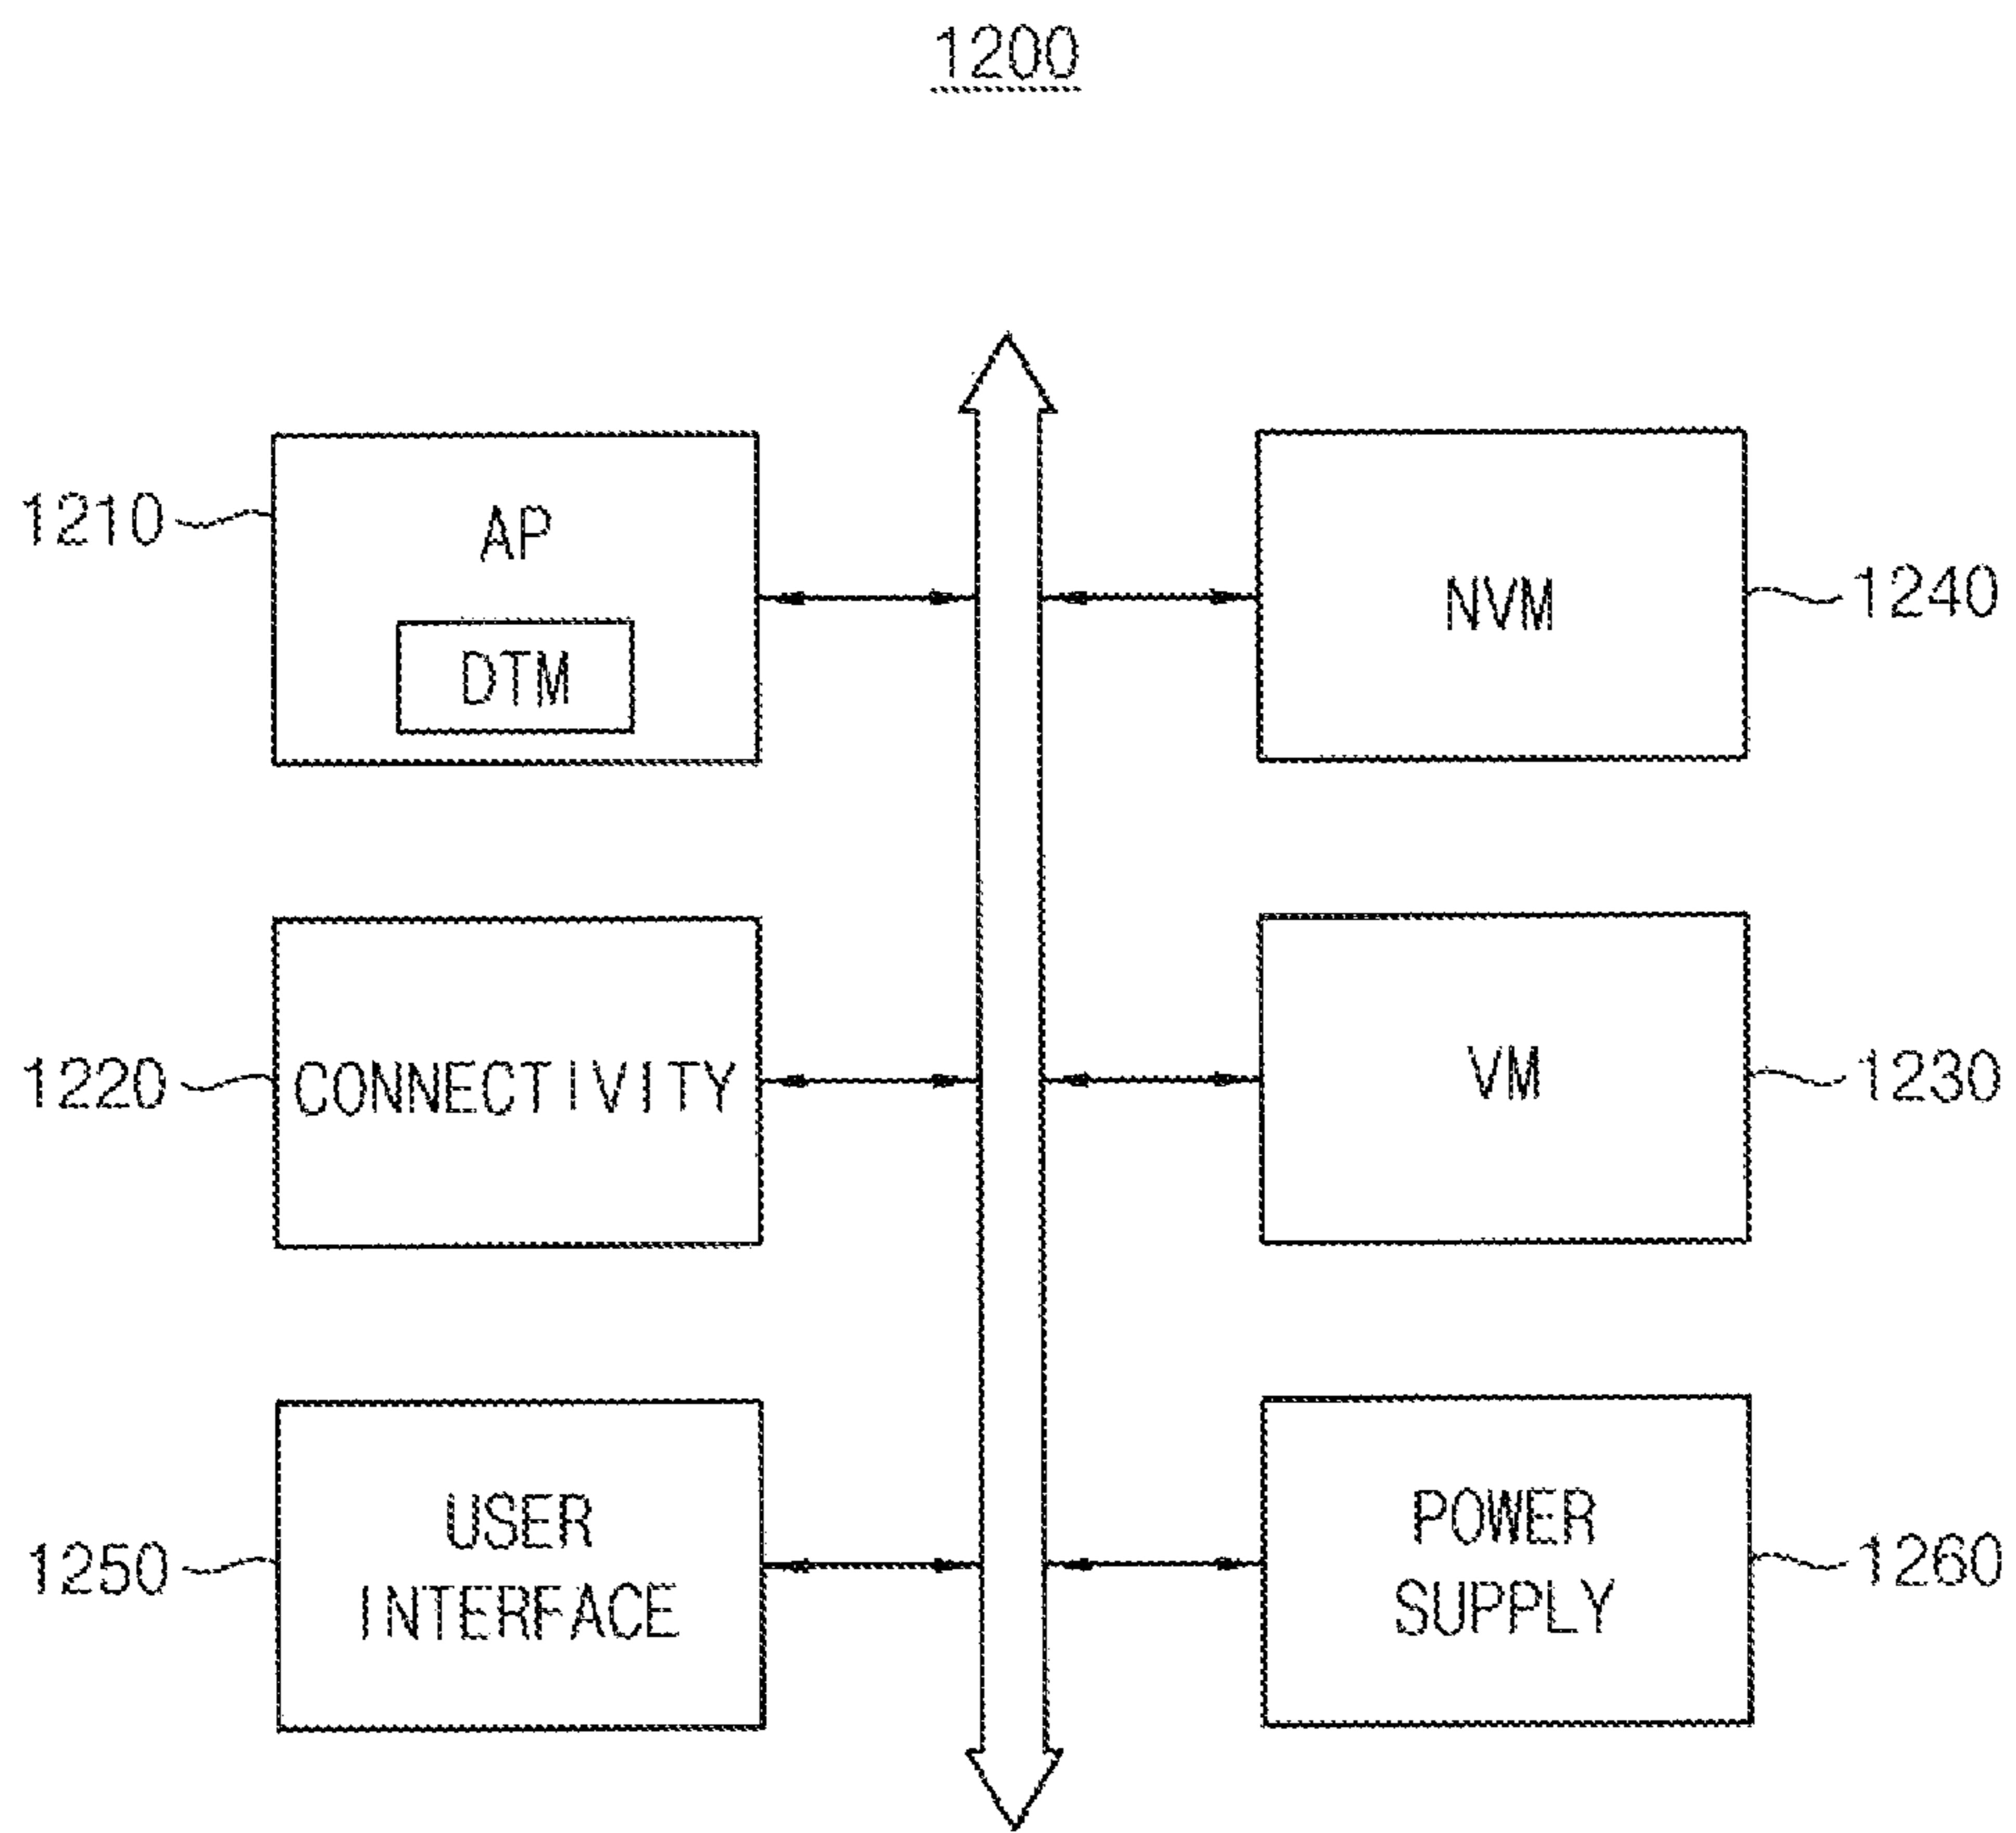 1200
1210
AP
DTM
NVM
1240
1220
CONNECTIVITY
VM
1230
1250
USER
INTERFACE
POWER
SUPPLY
1260